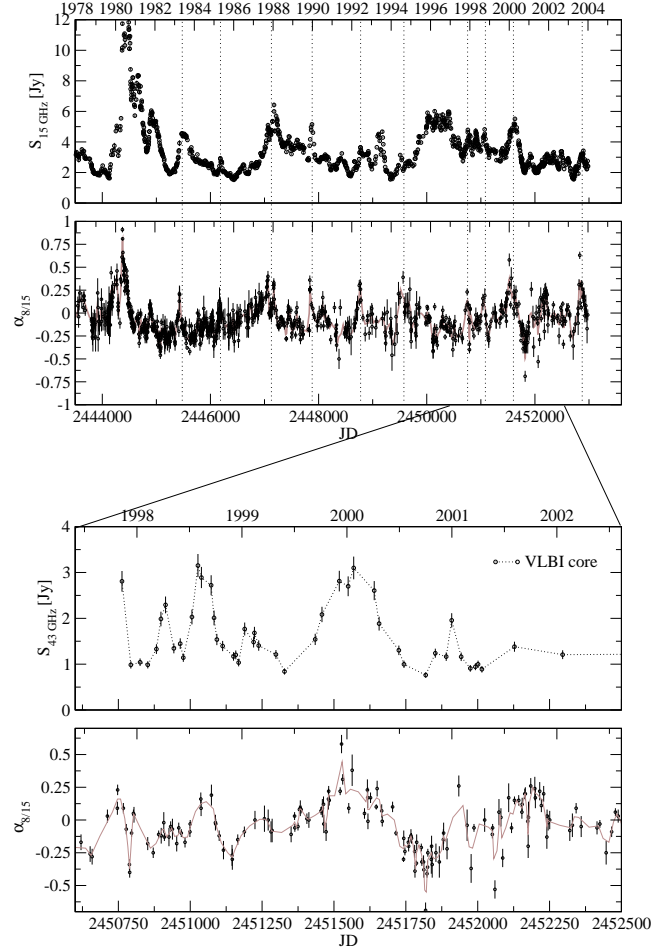 1978 1980 1982 1984 1986 1988 1990 1992 1994 1996 1998 2000 2002 2004
12
10
8
6
4
2
0
S15 GHz [Jy]
1
0.75
0.5
0.25
0
-0.25
-0.5
-0.75
-1
α8/15
2444000 2446000 2448000 2450000 2452000
JD
1998 1999 2000 2001 2002
4
3
2
1
0
S43 GHz [Jy]
VLBI core
0.5
0.25
0
-0.25
-0.5
α8/15
2450750 2451000 2451250 2451500 2451750 2452000 2452250 2452500
JD